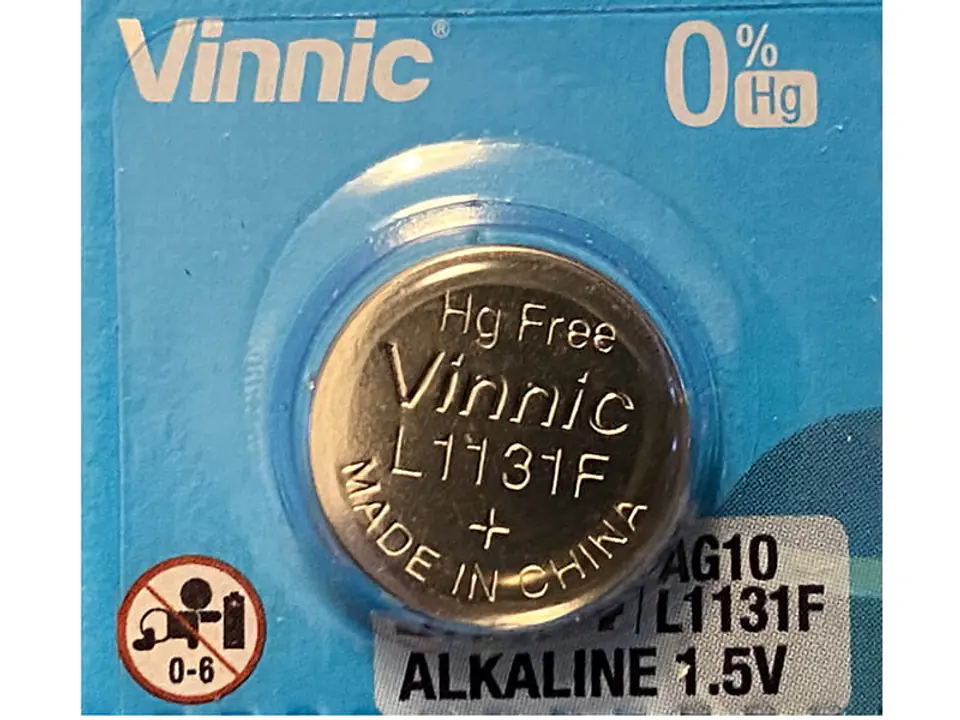 Vinnic®
0% Hg
Hg Free
Vinnic
L1131F
+
MADE IN CHINA
AG10
L1131F
ALKALINE 1.5V
0-6